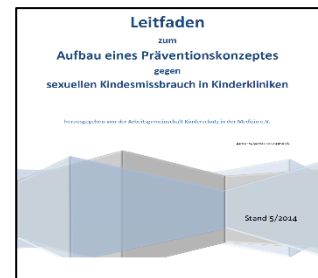 Leitfaden
zum
Aufbau eines Präventionskonzeptes
gegen
sexuellen Kindesmissbrauch in Kinderkliniken
herausgegeben von der Arbeitsgemeinschaft Kinderschutz in der Medizin e.V.
Stand 5/2014